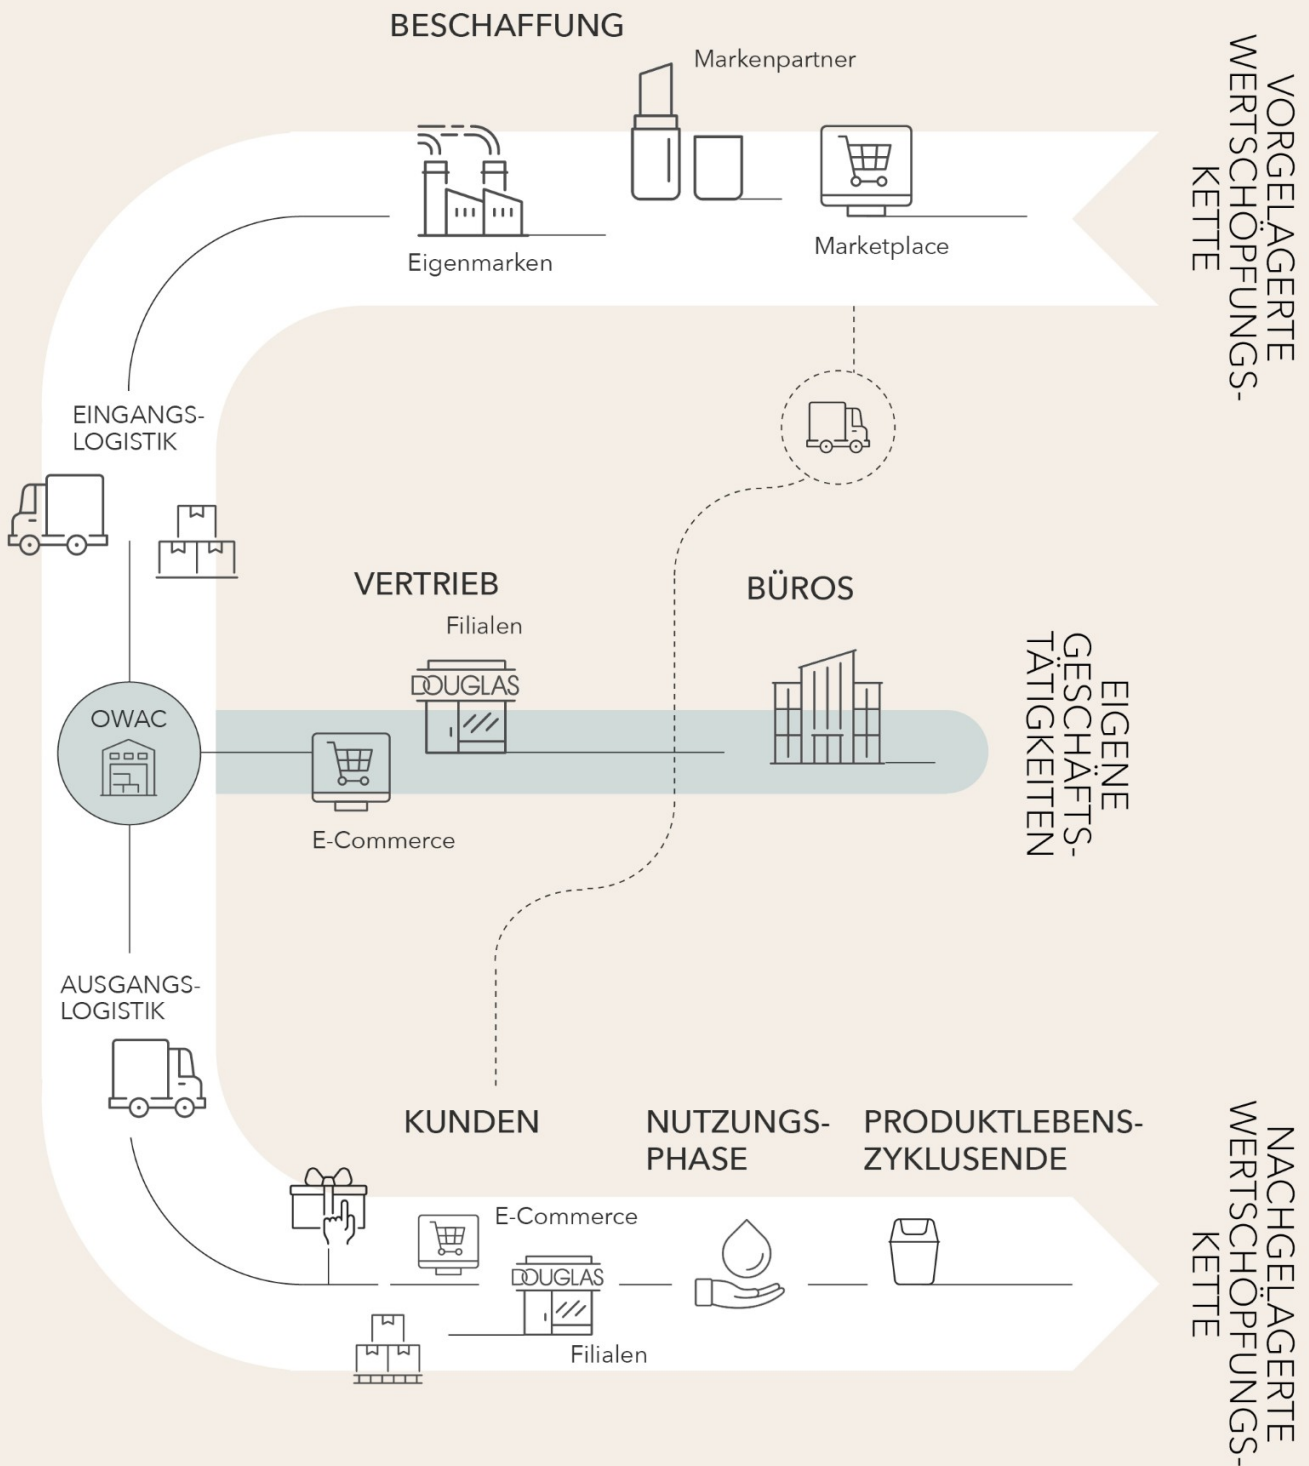 BESCHAFFUNG
Markenpartner
Eigenmarken
Marketplace
VORGELAGERTE
WERTSCHÖPFUNGS-
KETTE
EINGANGS-
LOGISTIK
VERTRIEB
Filialen
DOUGLAS
BÜROS
OWAC
E-Commerce
EIGENE
GESCHÄFTS-
TÄTIGKEITEN
AUSGANGS-
LOGISTIK
KUNDEN
NUTZUNGS-
PHASE
PRODUKTLEBENS-
ZYKLUSENDE
E-Commerce
DOUGLAS
Filialen
NACHGELAGERTE
WERTSCHÖPFUNGS-
KETTE